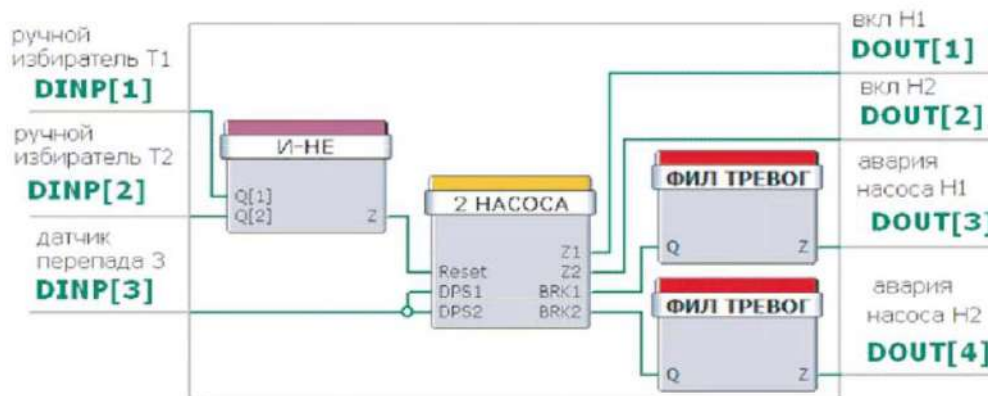 ручной
избиратель Т1
DINP[1]
ручной
избиратель Т2
DINP[2]
датчик
перепада 3
DINP[3]
И-НЕ
Q[1]
Q[2]
Z
2 НАСОСА
Z1
Reset
Z2
DPS1
BRK1
DPS2
BRK2
ФИЛ ТРЕВОГ
Q
Z
ФИЛ ТРЕВОГ
Q
Z
вкл Н1
DOUT[1]
вкл Н2
DOUT[2]
авария
насоса Н1
DOUT[3]
авария
насоса Н2
DOUT[4]